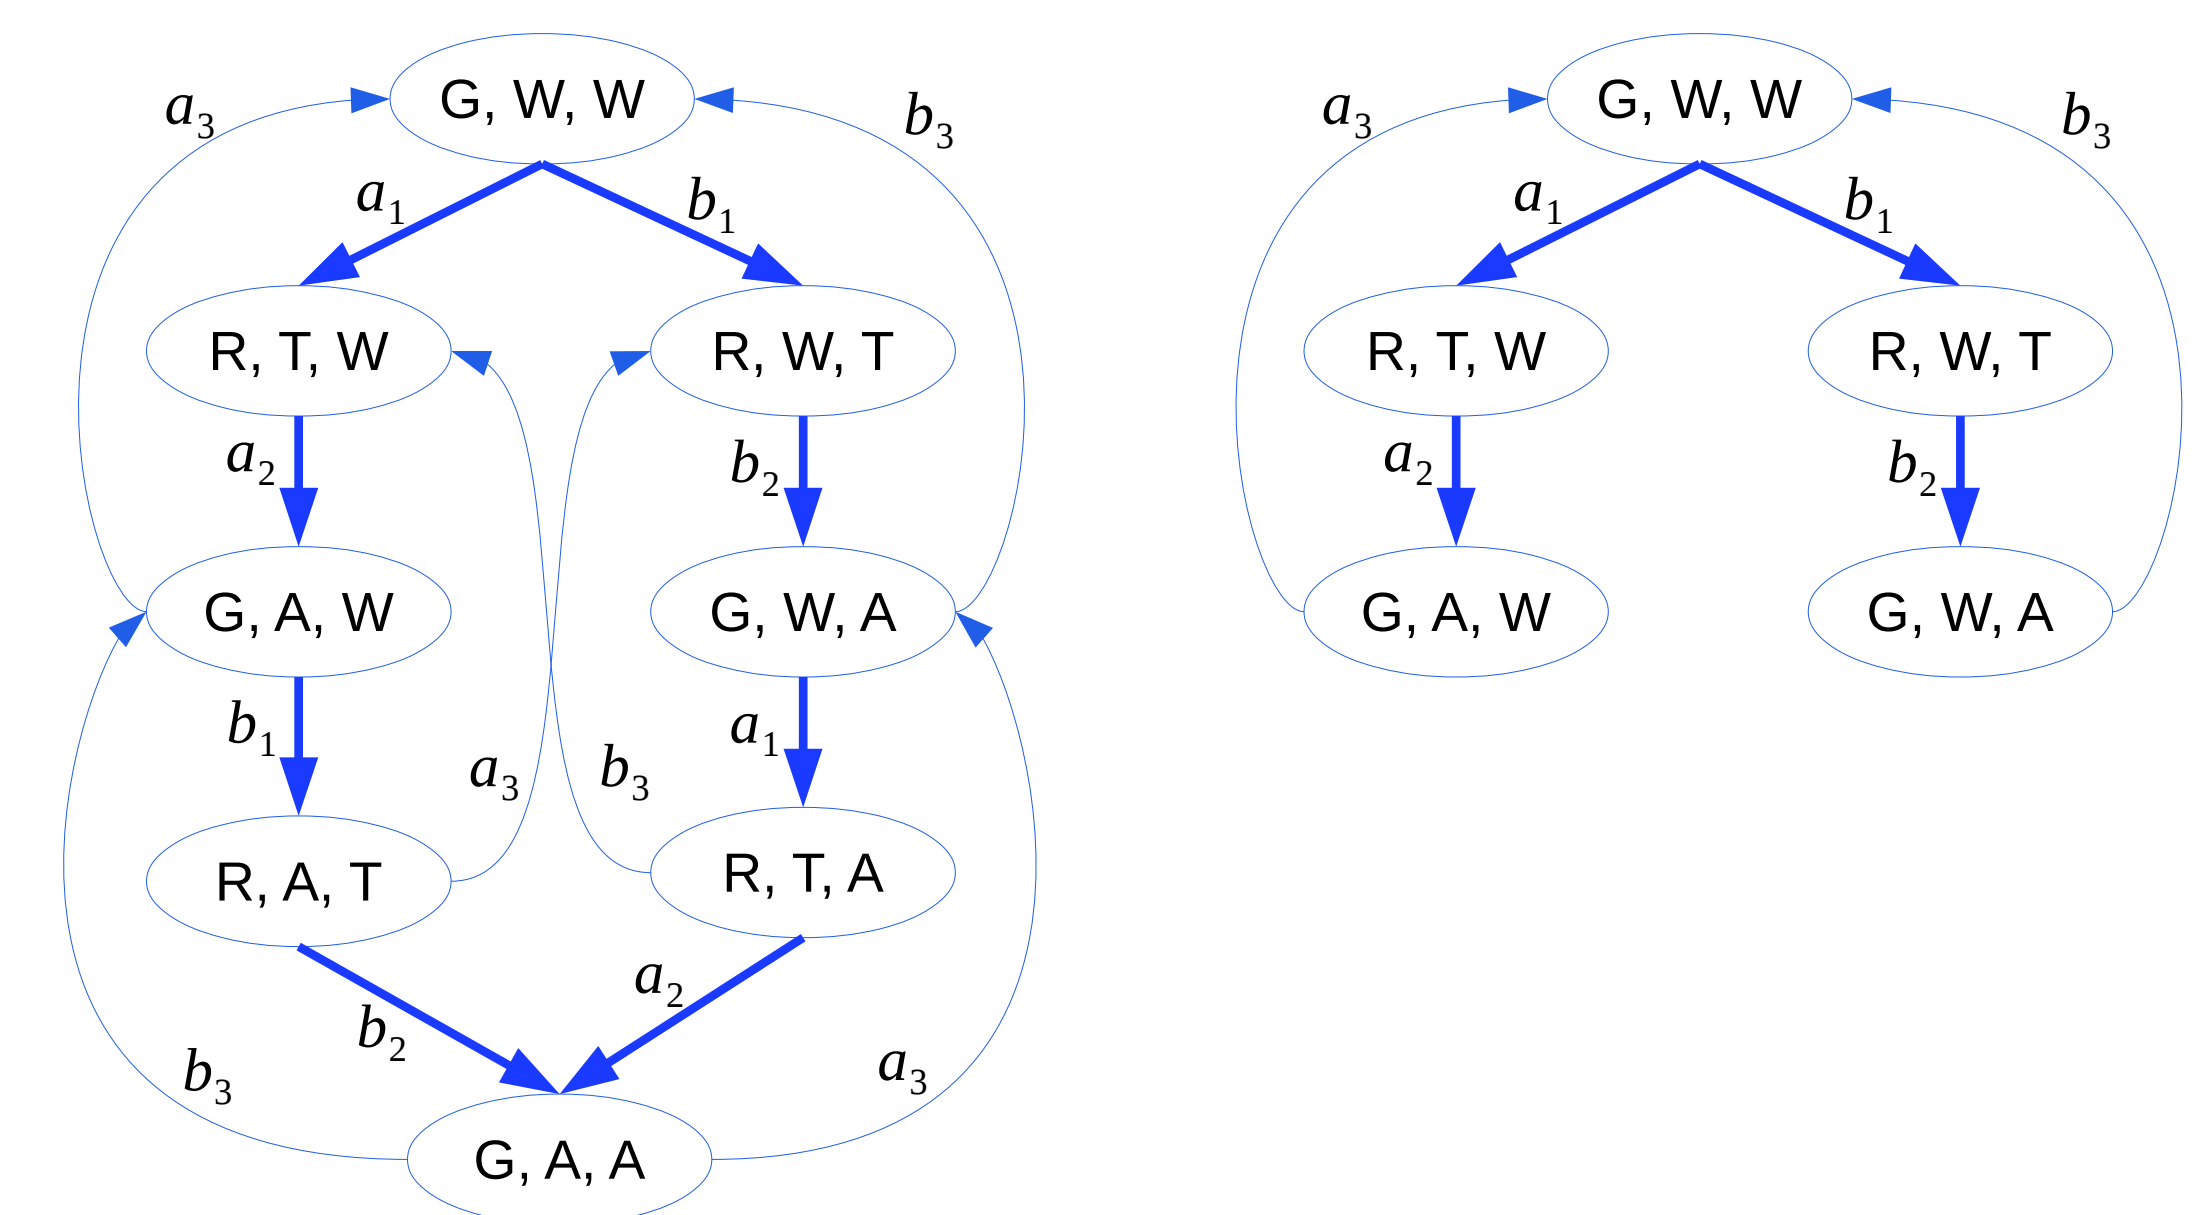 G, W, W
a3
b3
a1
b1
R, T, W
R, W, T
a2
b2
G, A, W
G, W, A
b1
a1
a3
b3
R, A, T
R, T, A
b2
a2
b3
a3
G, A, A
G, W, W
a3
b3
a1
b1
R, T, W
R, W, T
a2
b2
G, A, W
G, W, A